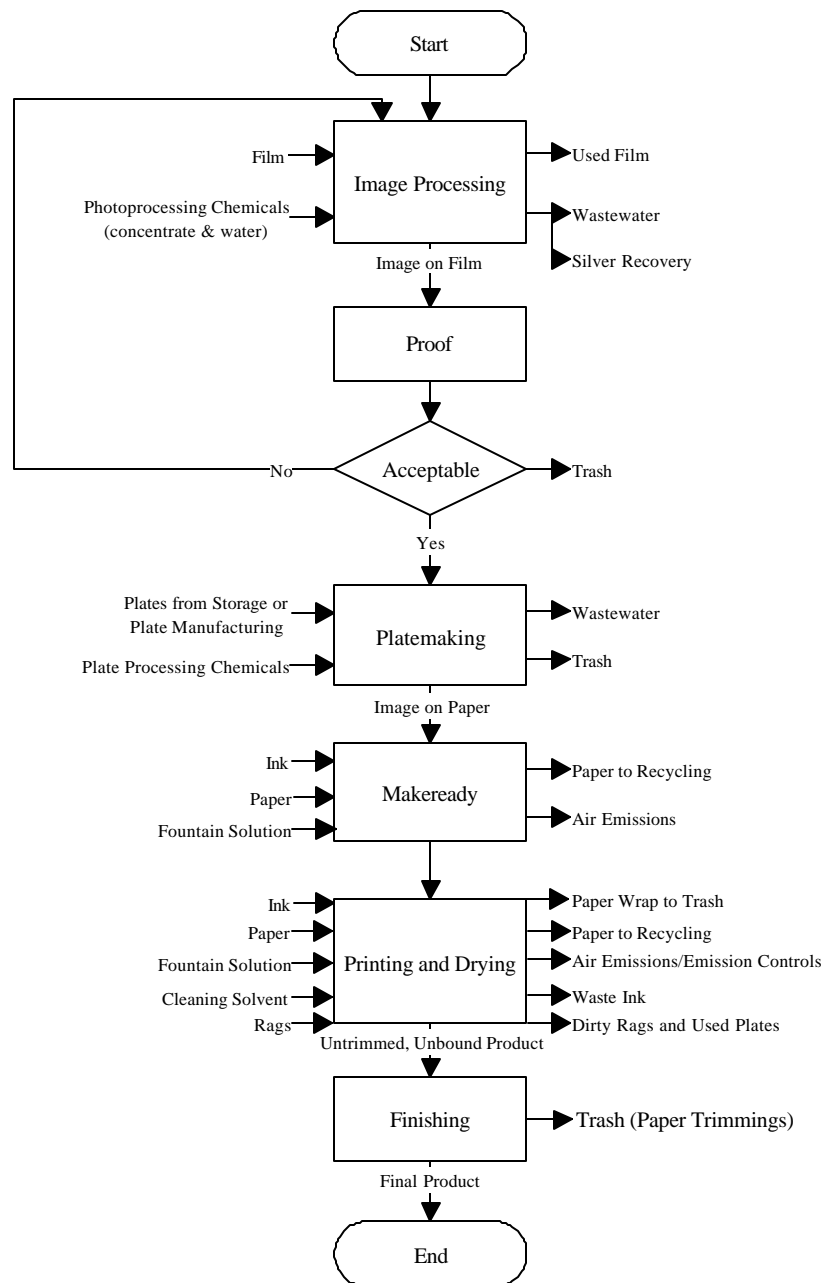 Start
Film
Image Processing
Used Film
Photoprocessing Chemicals
(concentrate & water)
Wastewater
Silver Recovery
Image on Film
Proof
No
Acceptable
Trash
Yes
Plates from Storage or
Plate Manufacturing
Platemaking
Wastewater
Plate Processing Chemicals
Trash
Image on Paper
Ink
Paper
Fountain Solution
Makeready
Paper to Recycling
Air Emissions
Ink
Paper
Fountain Solution
Cleaning Solvent
Rags
Printing and Drying
Paper Wrap to Trash
Paper to Recycling
Air Emissions/Emission Controls
Waste Ink
Dirty Rags and Used Plates
Untrimmed, Unbound Product
Finishing
Trash (Paper Trimmings)
Final Product
End